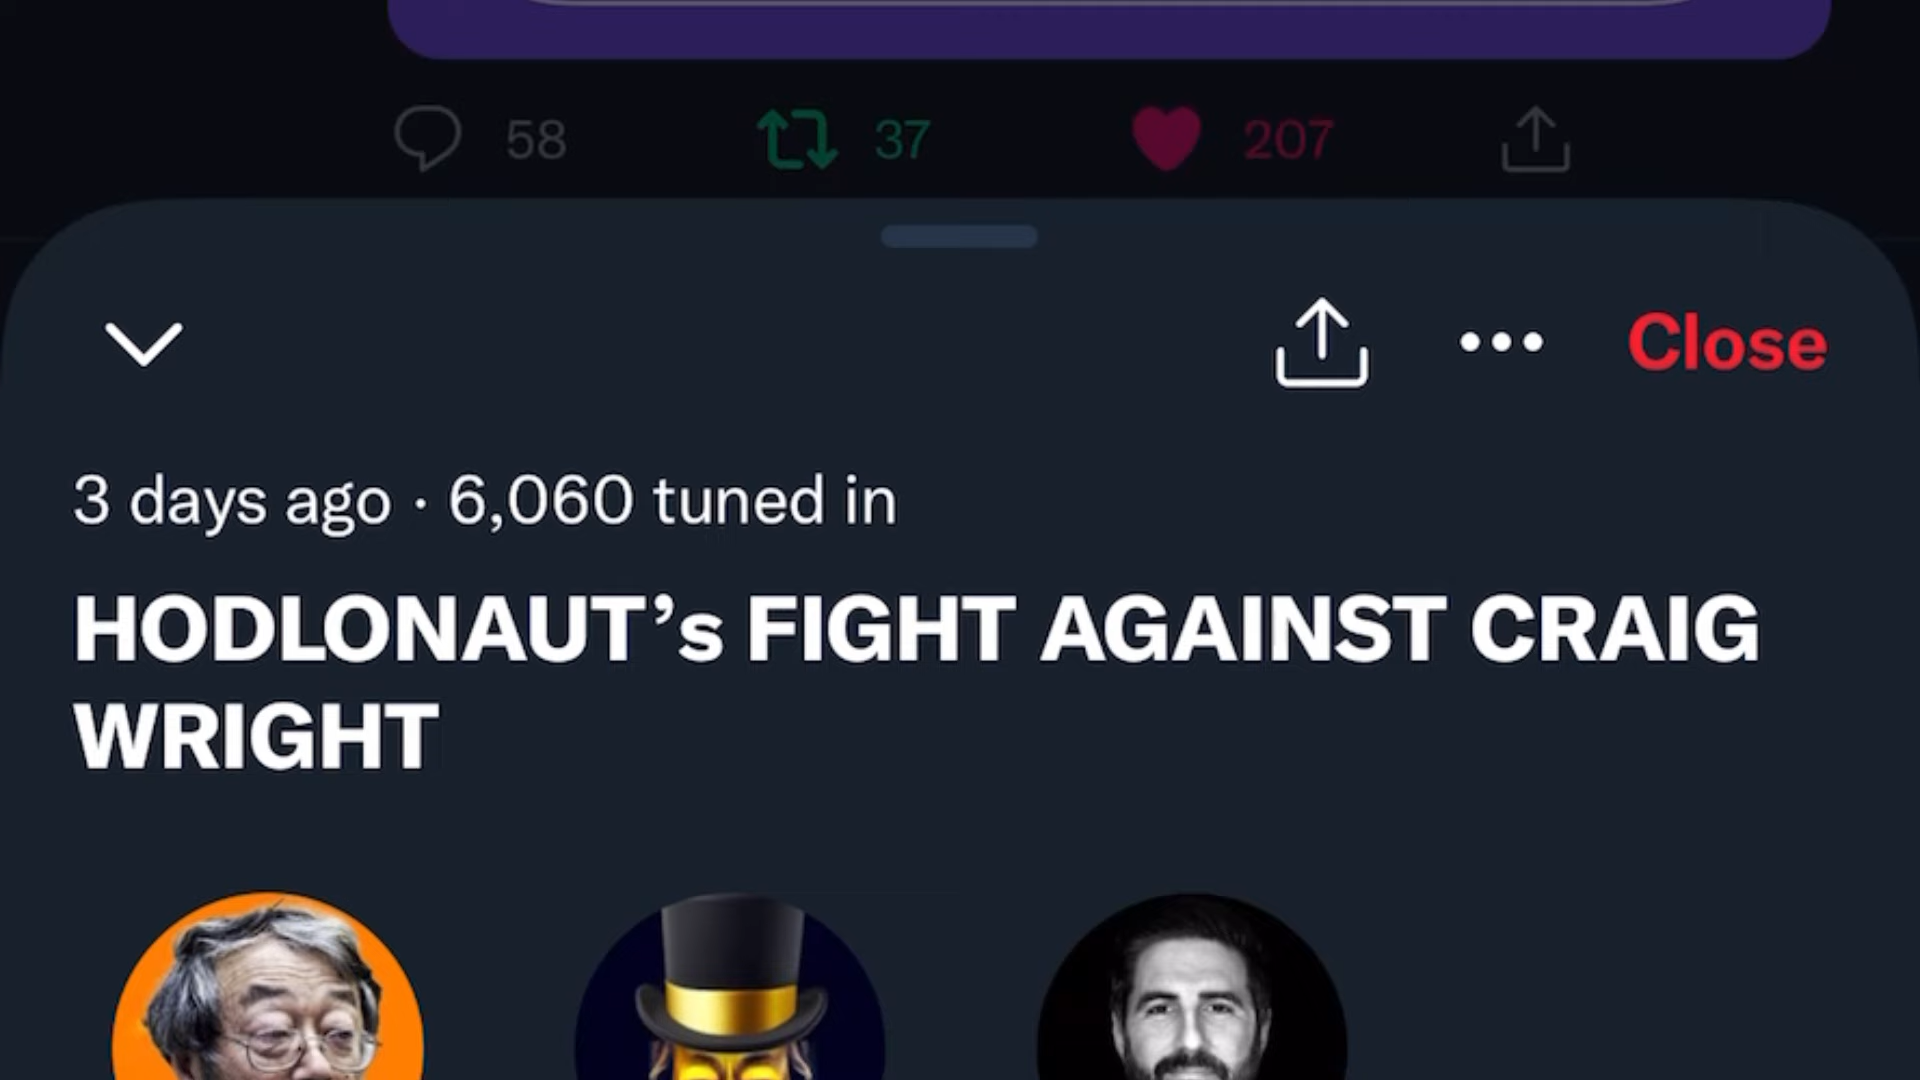 58 37 207
Close
3 days ago · 6,060 tuned in
HODLONAUT’s FIGHT AGAINST CRAIG
WRIGHT